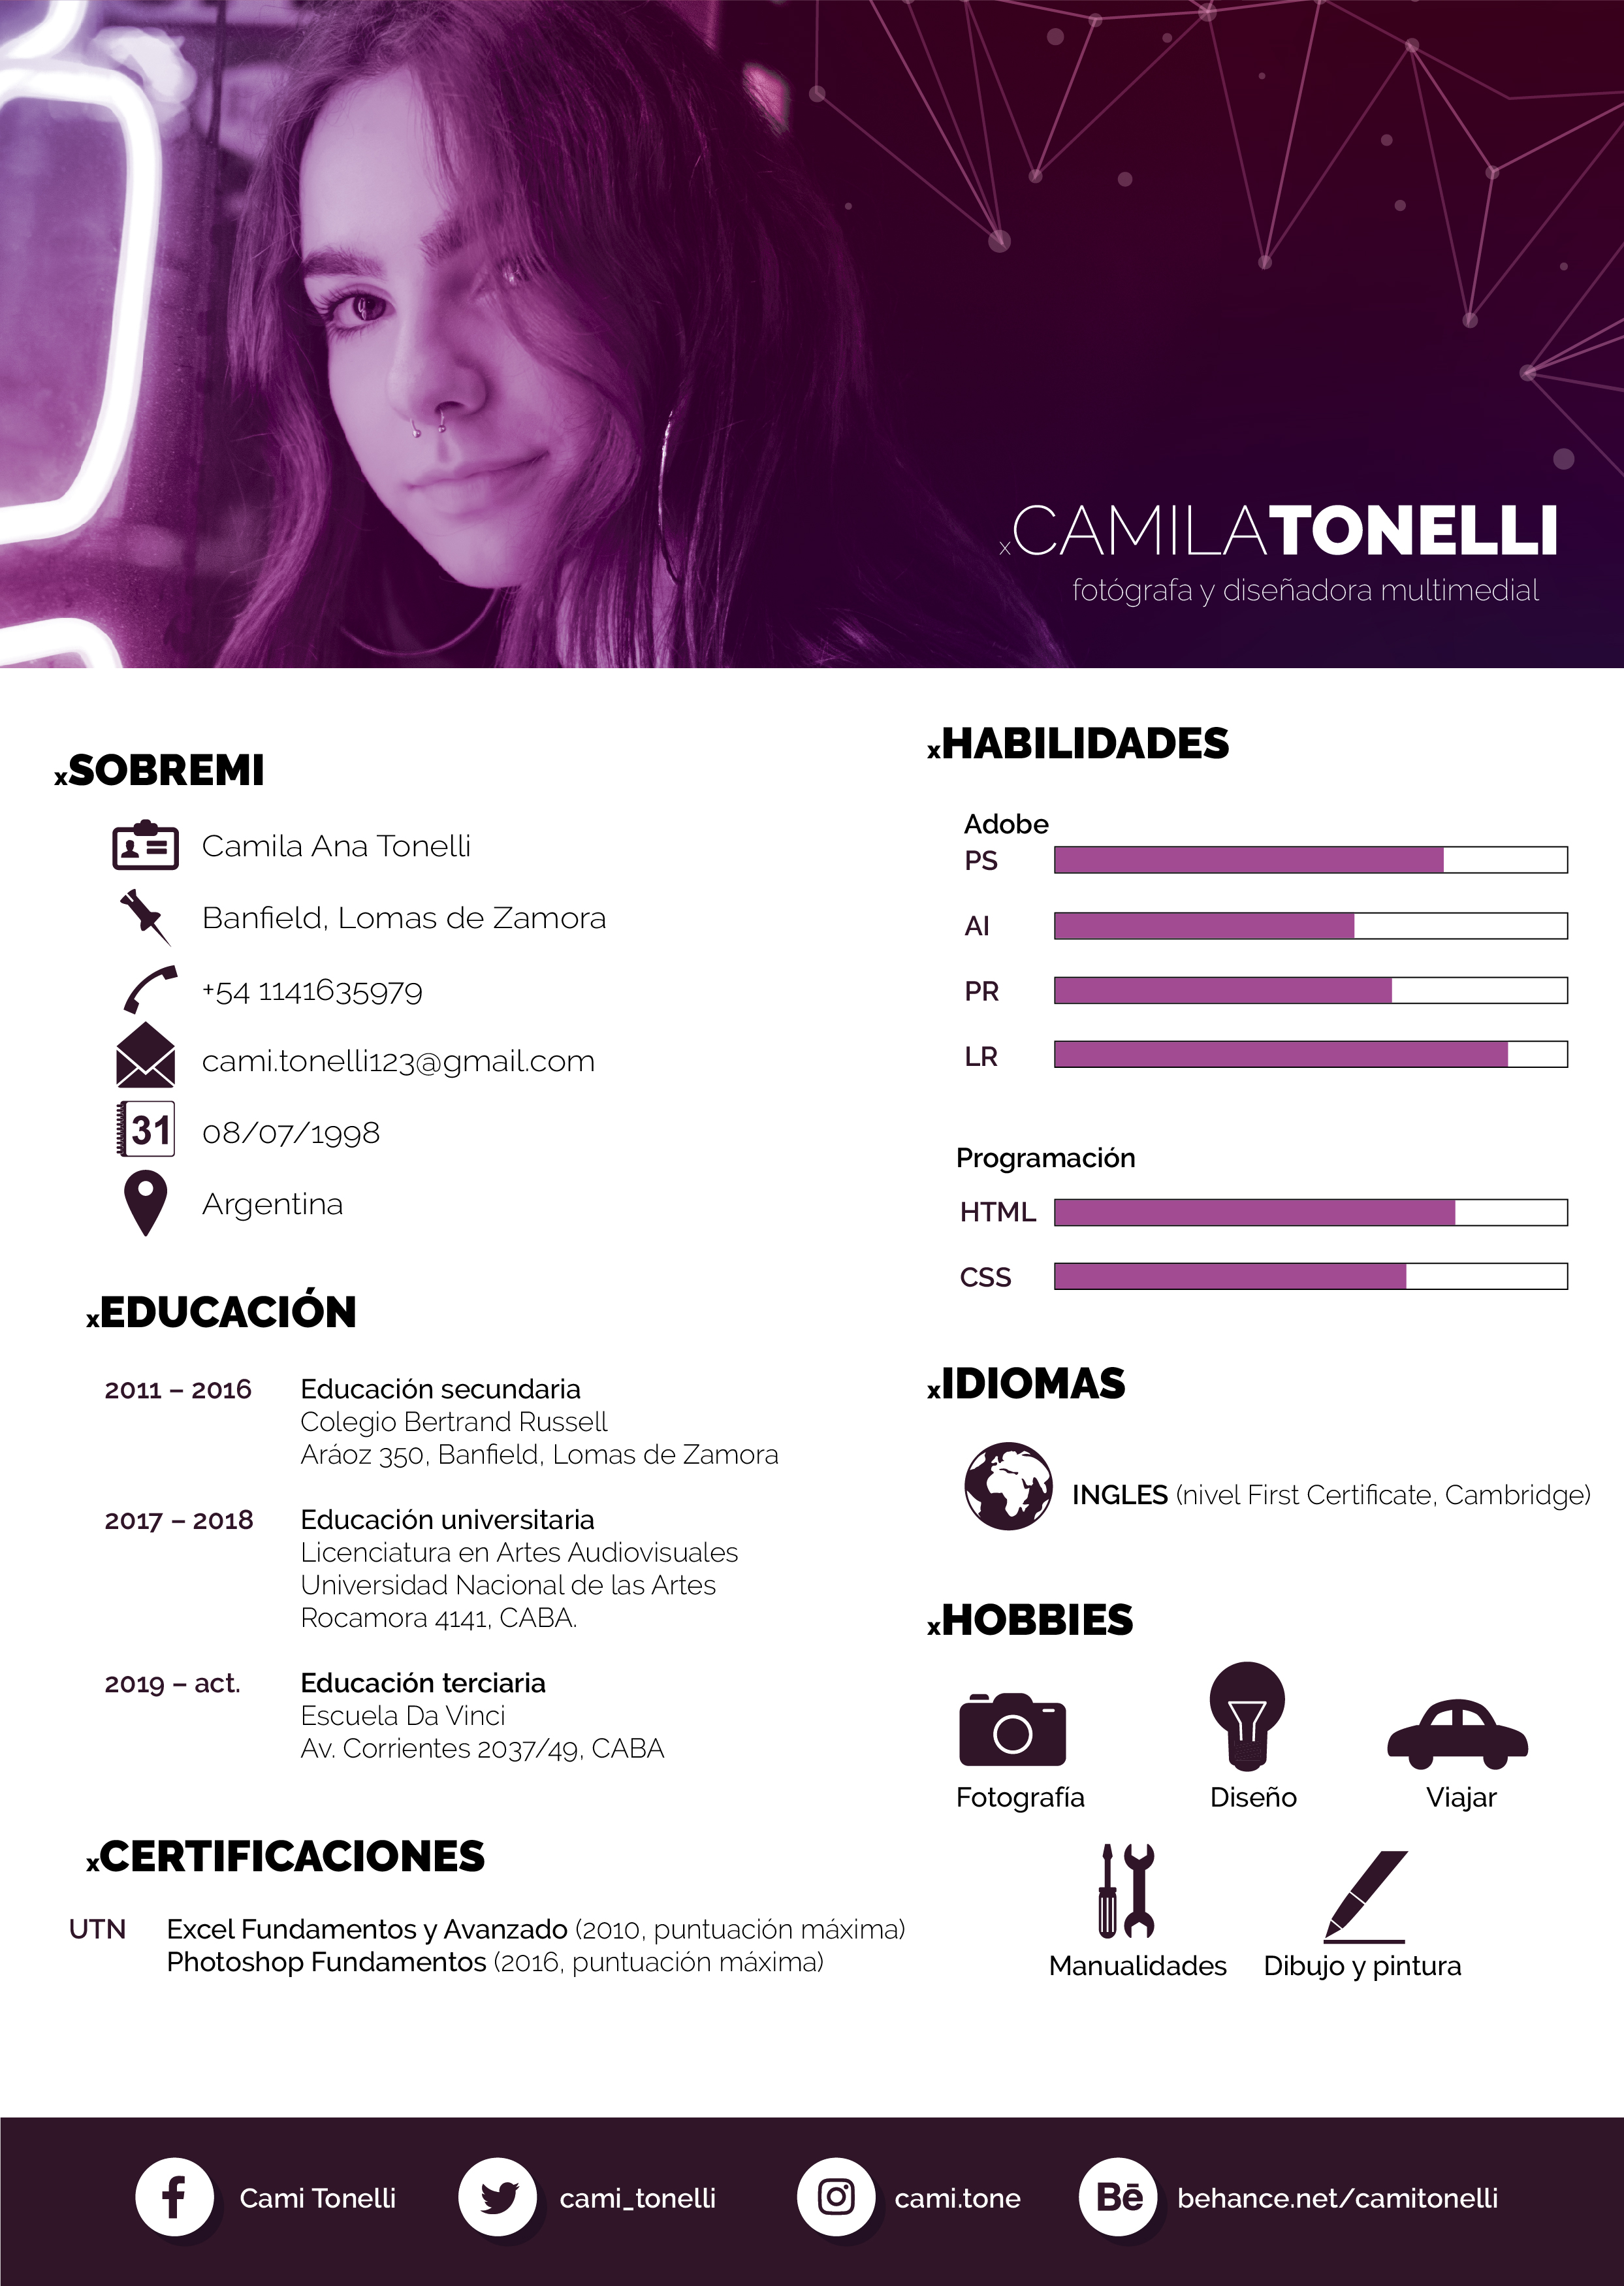 xCAMILATONELLI
fotógrafa y diseñadora multimedial
xSOBREMI
Camila Ana Tonelli
Banfield, Lomas de Zamora
+54 1141635979
cami.tonelli123@gmail.com
31
08/07/1998
Argentina
xEDUCACIÓN
2011 – 2016 Educación secundaria
Colegio Bertrand Russell
Aráoz 350, Banfield, Lomas de Zamora
2017 – 2018 Educación universitaria
Licenciatura en Artes Audiovisuales
Universidad Nacional de las Artes
Rocamora 4141, CABA.
2019 – act. Educación terciaria
Escuela Da Vinci
Av. Corrientes 2037/49, CABA
xCERTIFICACIONES
UTN Excel Fundamentos y Avanzado (2010, puntuación máxima)
Photoshop Fundamentos (2016, puntuación máxima)
xHABILIDADES
Adobe
PS
AI
PR
LR
Programación
HTML
CSS
xIDIOMAS
INGLES (nivel First Certificate, Cambridge)
xHOBBIES
Fotografía Diseño Viajar
Manualidades Dibujo y pintura
f Cami Tonelli cami_tonelli cami.tone Bē behance.net/camitonelli